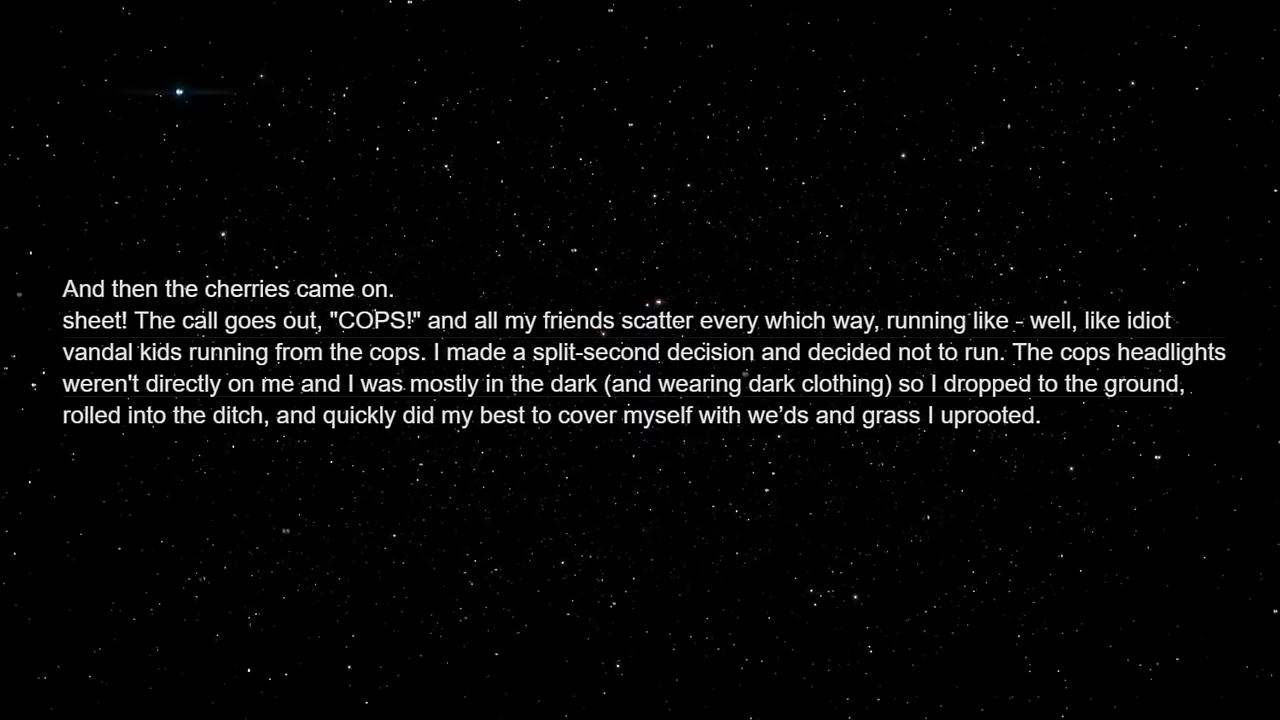 And then the cherries came on.
sheet! The call goes out, "COPS!" and all my friends scatter every which way, running like - well, like idiot
vandal kids running from the cops. I made a split-second decision and decided not to run. The cops headlights
weren't directly on me and I was mostly in the dark (and wearing dark clothing) so I dropped to the ground,
rolled into the ditch, and quickly did my best to cover myself with we’ds and grass I uprooted.